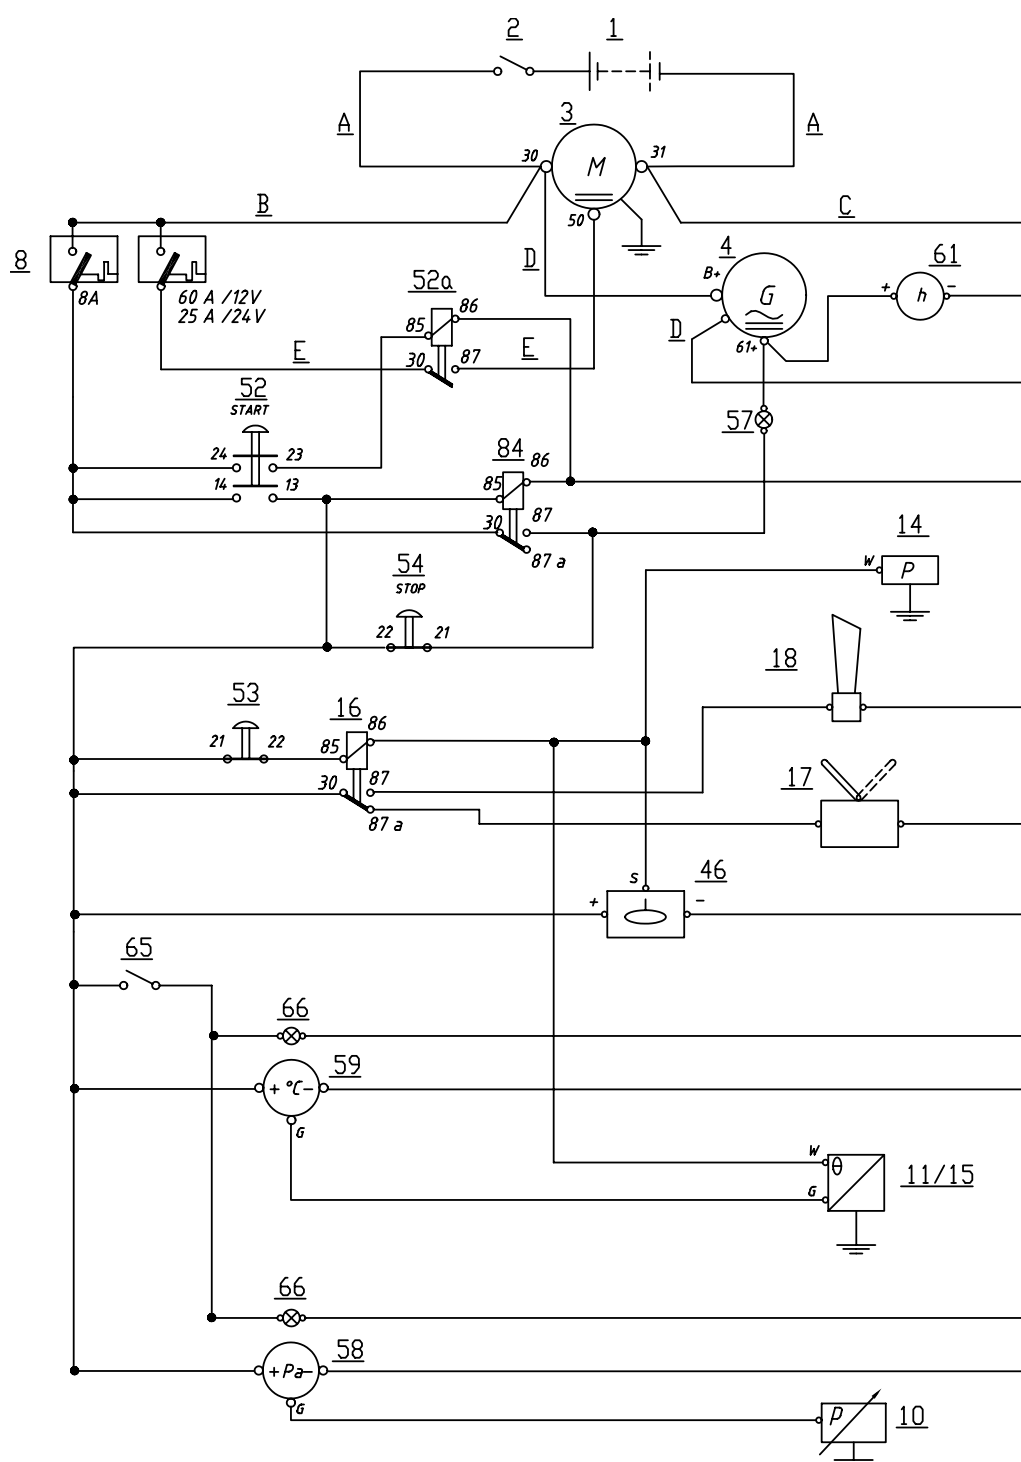 2
1
3
A
A
30
M
31
50
B
C
8
8A
60 A /12V
25 A /24V
D
4
B+
G
61+
61
+
h
-
D
52a
86
85
30
87
E
E
52
START
24
23
14
13
57
84
86
85
30
87
87 a
14
W
P
54
STOP
22
21
18
53
21
22
16
86
85
30
87
87 a
17
46
S
+
-
65
66
59
+ °C-
G
W
θ
G
11/15
66
58
+Pa-
G
P
10